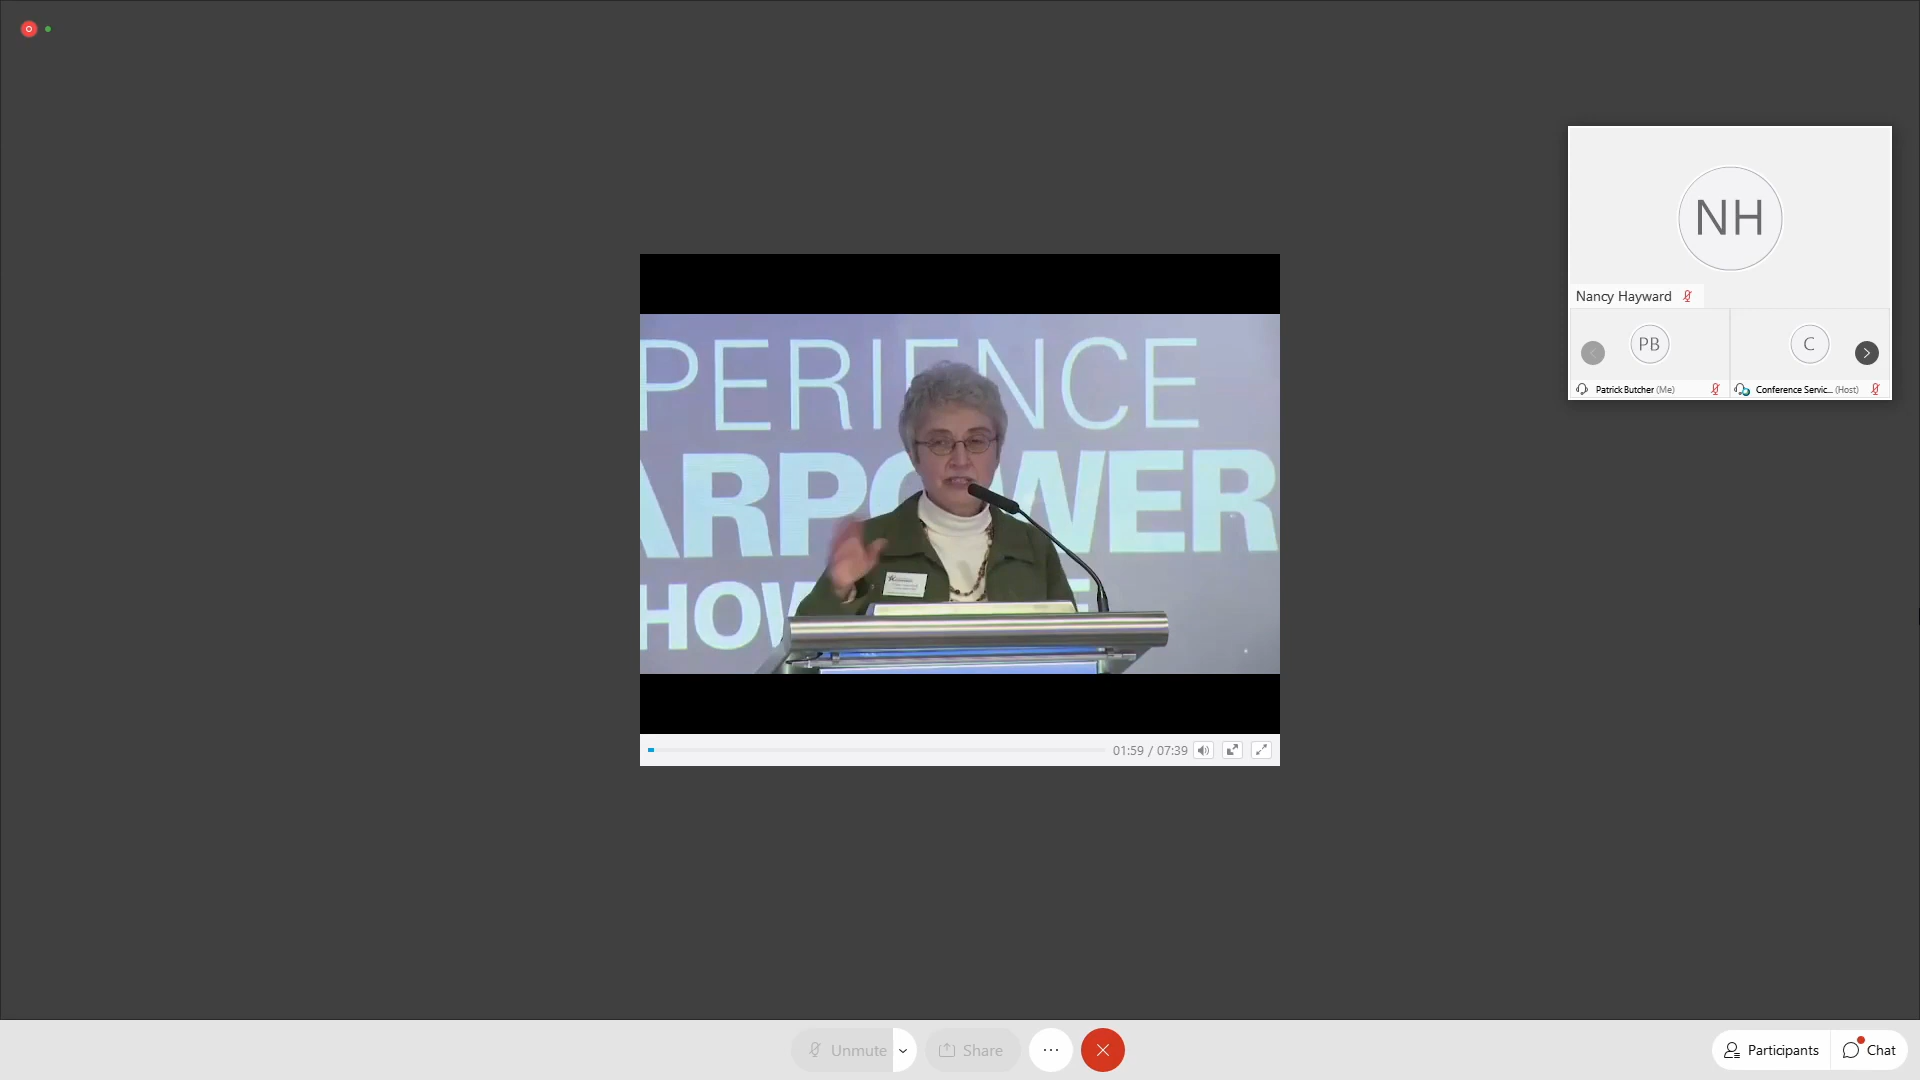 NH
Nancy Hayward
PB
C
Patrick Butcher (Me)
Conference Servic... (Host)
PERIENCE
ARPOWER
HOW E
01:59 / 07:39
Unmute
Share
Participants
Chat